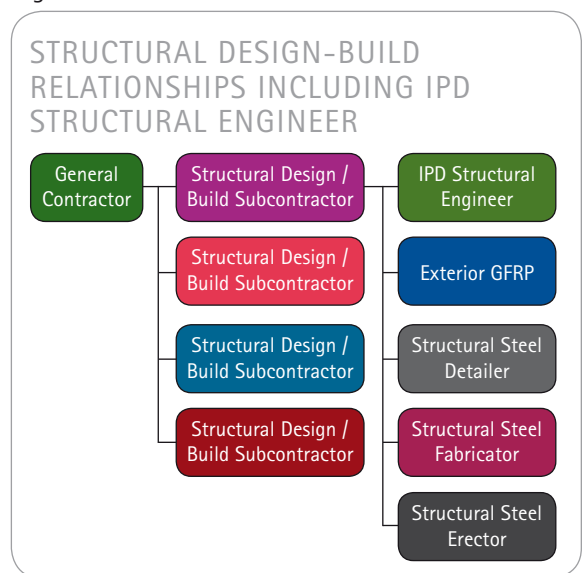 STRUCTURAL DESIGN-BUILD
RELATIONSHIPS INCLUDING IPD
STRUCTURAL ENGINEER
General
Contractor
Structural Design /
Build Subcontractor
IPD Structural
Engineer
Structural Design /
Build Subcontractor
Exterior GFRP
Structural Design /
Build Subcontractor
Structural Steel
Detailer
Structural Design /
Build Subcontractor
Structural Steel
Fabricator
Structural Steel
Erector